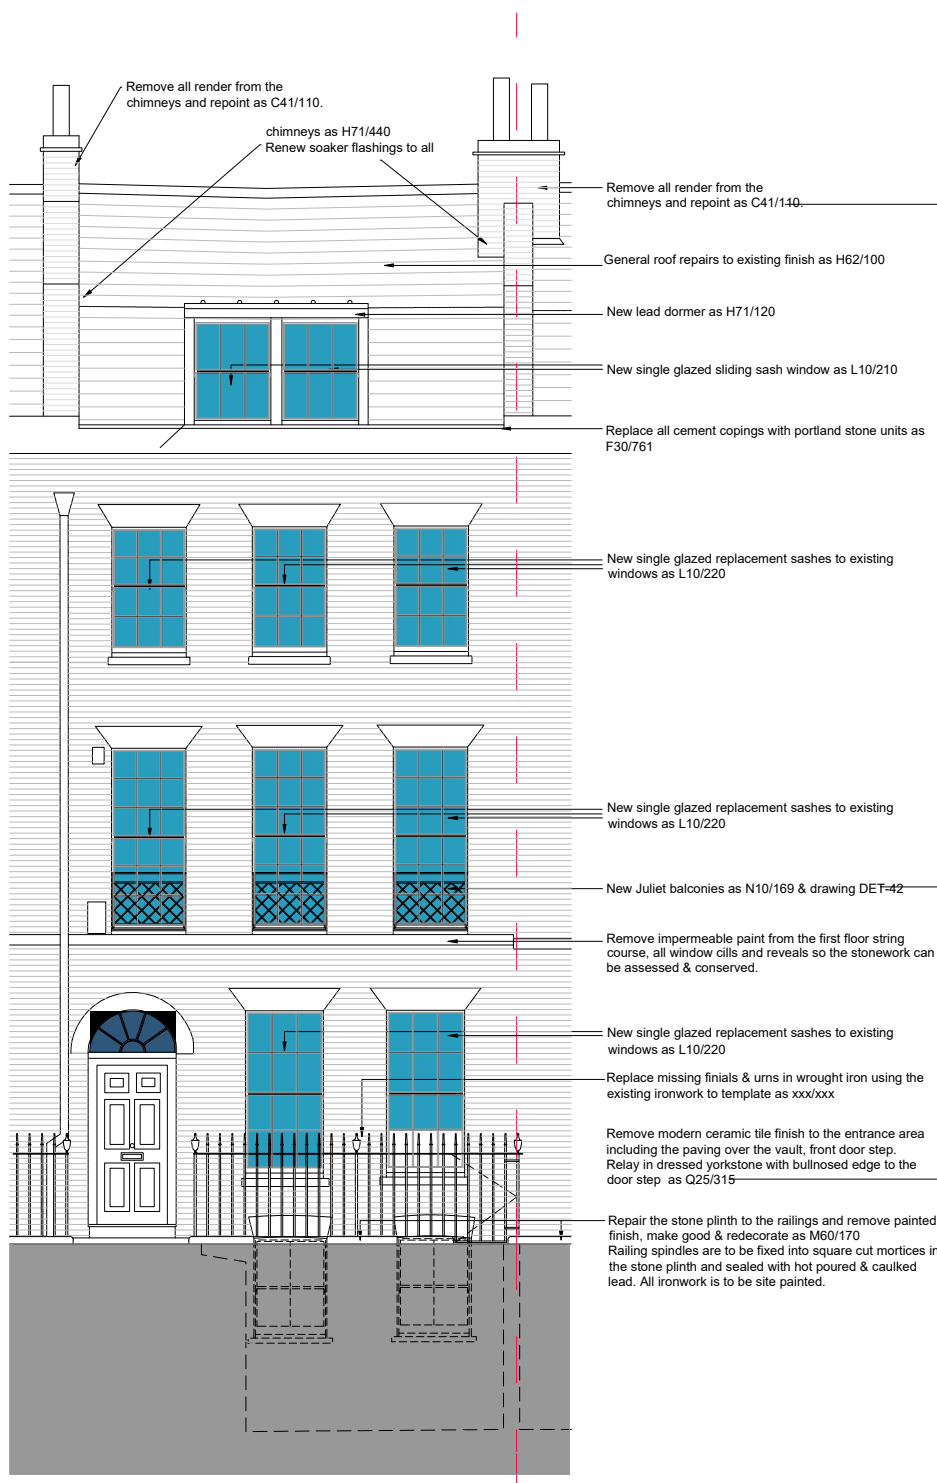 Remove all render from the
chimneys and repoint as C41/110.
chimneys as H71/440
Renew soaker flashings to all
Remove all render from the
chimneys and repoint as C41/110.
General roof repairs to existing finish as H62/100
New lead dormer as H71/120
New single glazed sliding sash window as L10/210
Replace all cement copings with portland stone units as
F30/761
New single glazed replacement sashes to existing
windows as L10/220
New single glazed replacement sashes to existing
windows as L10/220
New Juliet balconies as N10/169 & drawing DET-42
Remove impermeable paint from the first floor string
course, all window cills and reveals so the stonework can
be assessed & conserved.
New single glazed replacement sashes to existing
windows as L10/220
Replace missing finials & urns in wrought iron using the
existing ironwork to template as xxx/xxx
Remove modern ceramic tile finish to the entrance area
including the paving over the vault, front door step.
Relay in dressed yorkstone with bullnosed edge to the
door step as Q25/315
Repair the stone plinth to the railings and remove painted
finish, make good & redecorate as M60/170
Railing spindles are to be fixed into square cut mortices in
the stone plinth and sealed with hot poured & caulked
lead. All ironwork is to be site painted.